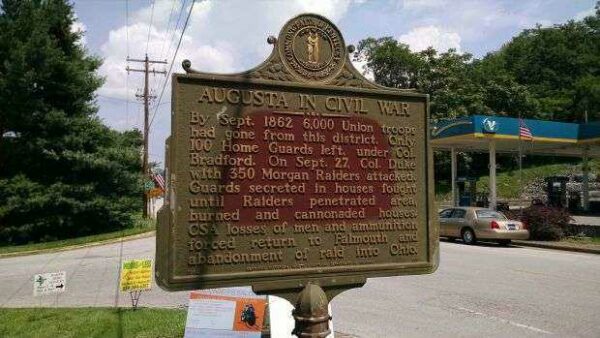 AUGUSTA IN CIVIL WAR
By Sept. 1862 6,000 Union troops
had gone from this district. Only
100 Home Guards left, under Col.
Bradford. On Sept. 27, Col. Duke
with 350 Morgan Raiders attacked.
Guards secreted in houses fought
until Raiders penetrated area,
burned and cannonaded houses.
CSA losses of men and ammunition
forced return to Falmouth and
abandonment of raid into Ohio.